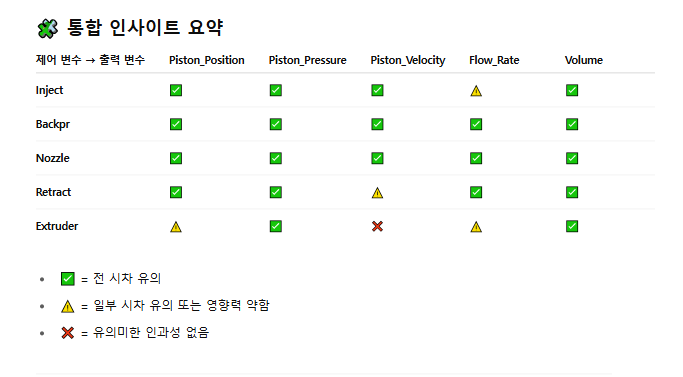 🧩 통합 인사이트 요약
제어 변수 → 출력 변수 Piston_Position Piston_Pressure Piston_Velocity Flow_Rate Volume
Inject ✅ ✅ ✅ ⚠️ ✅
Backpr ✅ ✅ ✅ ✅ ✅
Nozzle ✅ ✅ ✅ ✅ ✅
Retract ✅ ✅ ⚠️ ✅ ✅
Extruder ⚠️ ✅ ❌ ⚠️ ✅
• ✅ = 전 시차 유의
• ⚠️ = 일부 시차 유의 또는 영향력 약함
• ❌ = 유의미한 인과성 없음